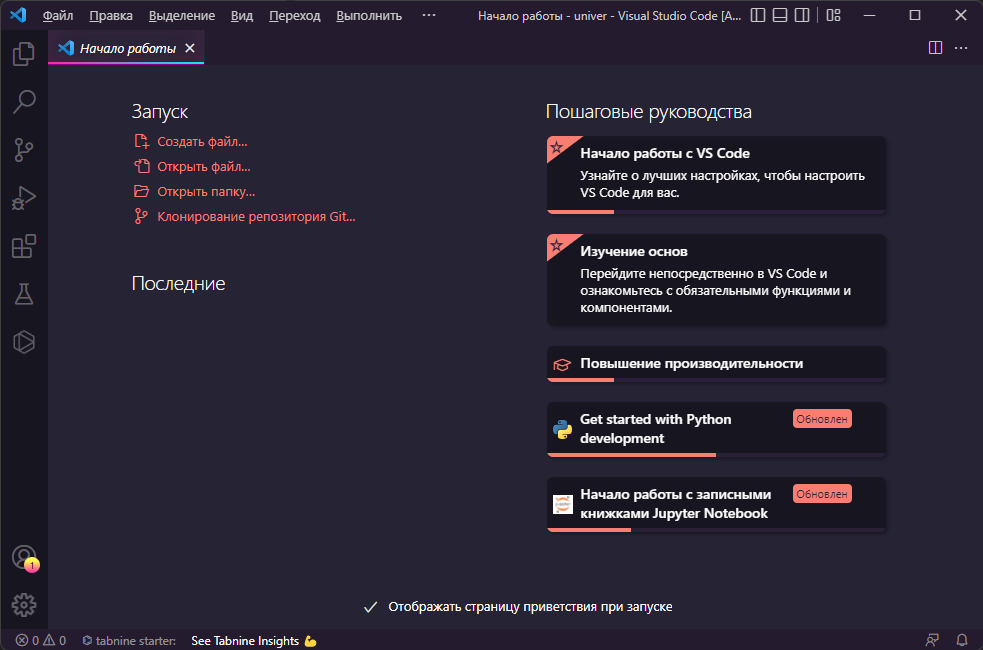 Файл Правка Выделение Вид Переход Выполнить ··· Начало работы - univer - Visual Studio Code [A...
Начало работы
Запуск
Создать файл...
Открыть файл...
Открыть папку...
Клонирование репозитория Git...
Последние
Пошаговые руководства
Начало работы с VS Code
Узнайте о лучших настройках, чтобы настроить
VS Code для вас.
Изучение основ
Перейдите непосредственно в VS Code и
ознакомьтесь с обязательными функциями и
компонентами.
Повышение производительности
Get started with Python
development
Обновлен
Начало работы с записными
книжками Jupyter Notebook
Обновлен
Отображать страницу приветствия при запуске
1
0 0 tabnine starter: See Tabnine Insights 💪